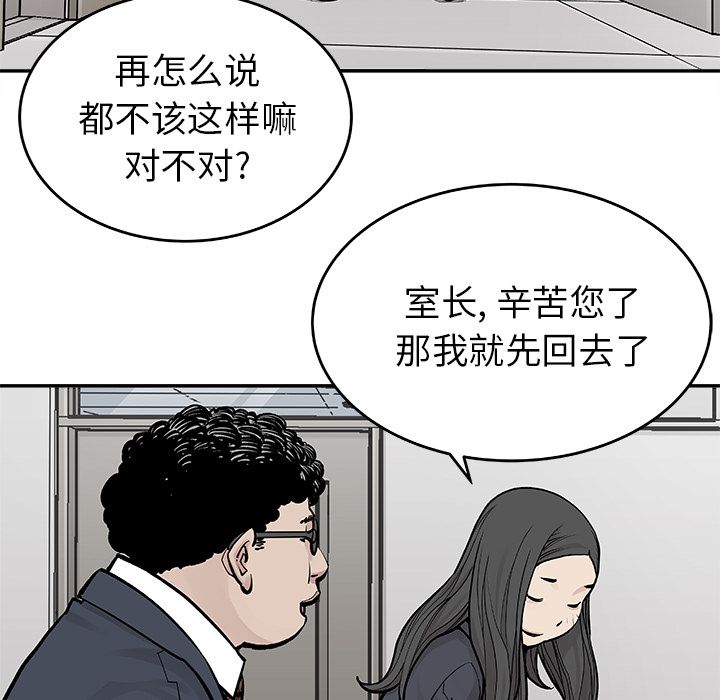 再怎么说
都不该这样嘛
对不对?
室长, 辛苦您了
那我就先回去了